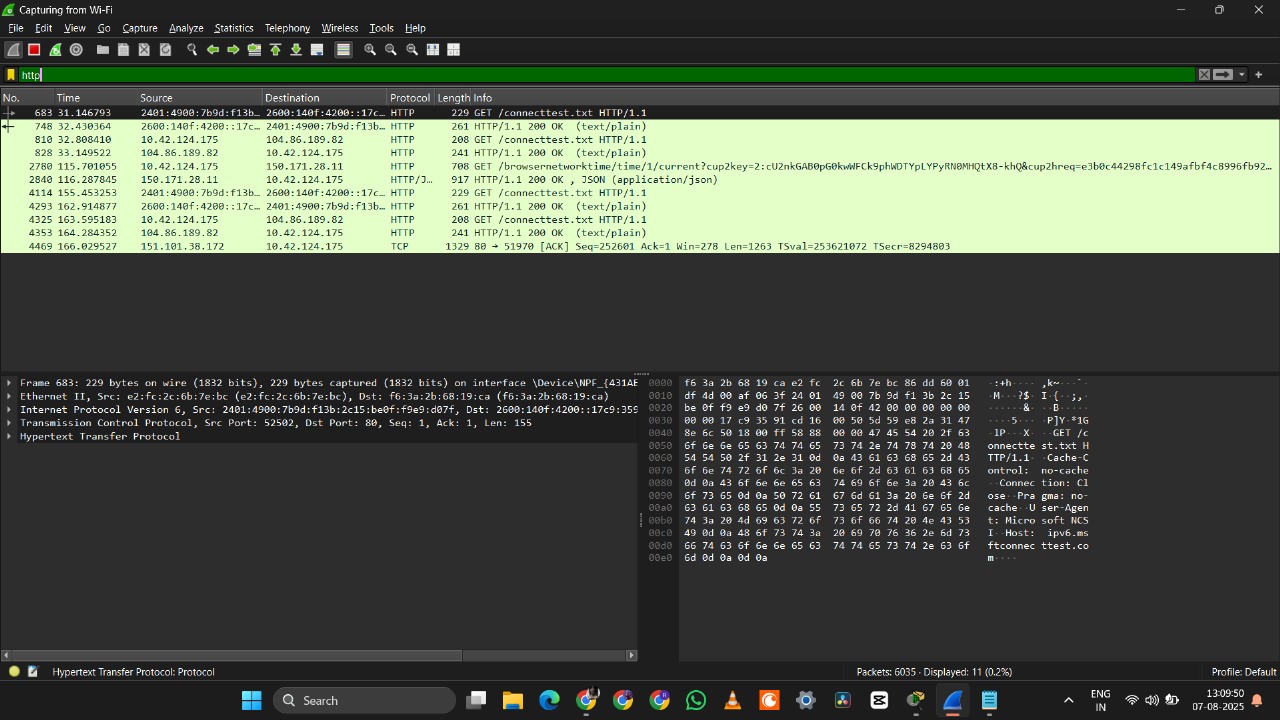 Capturing from Wi-Fi
File Edit View Go Capture Analyze Statistics Telephony Wireless Tools Help
http
No. Time Source Destination Protocol Length Info
683 31.146793 2401:4900:7b9d:f13b… 2600:140f:4200::17c… HTTP 229 GET /connecttest.txt HTTP/1.1
748 32.430364 2600:140f:4200::17c… 2401:4900:7b9d:f13b… HTTP 261 HTTP/1.1 200 OK (text/plain)
810 32.808410 10.42.124.175 104.86.189.82 HTTP 208 GET /connecttest.txt HTTP/1.1
828 33.149522 104.86.189.82 10.42.124.175 HTTP 241 HTTP/1.1 200 OK (text/plain)
2780 115.701055 10.42.124.175 150.171.28.11 HTTP 708 GET /browsernetworktime/time/1/current?cup2key=2:cU2nkGAB0pG0kwWFCk9phWDTYpLYPyRN0MHQtX8-khQ&cup2hreq=e3b0c44298fc1c149afbf4c8996fb92…
2840 116.287845 150.171.28.11 10.42.124.175 HTTP/J… 917 HTTP/1.1 200 OK , JSON (application/json)
4114 155.453253 2401:4900:7b9d:f13b… 2600:140f:4200::17c… HTTP 229 GET /connecttest.txt HTTP/1.1
4293 162.914877 2600:140f:4200::17c… 2401:4900:7b9d:f13b… HTTP 261 HTTP/1.1 200 OK (text/plain)
4325 163.595183 10.42.124.175 104.86.189.82 HTTP 208 GET /connecttest.txt HTTP/1.1
4353 164.284352 104.86.189.82 10.42.124.175 HTTP 241 HTTP/1.1 200 OK (text/plain)
4469 166.029527 151.101.38.172 10.42.124.175 TCP 1329 80 → 51970 [ACK] Seq=252601 Ack=1 Win=278 Len=1263 TSval=253621072 TSecr=8294803
Frame 683: 229 bytes on wire (1832 bits), 229 bytes captured (1832 bits) on interface \Device\NPF_{431AE
Ethernet II, Src: e2:fc:2c:6b:7e:bc (e2:fc:2c:6b:7e:bc), Dst: f6:3a:2b:68:19:ca (f6:3a:2b:68:19:ca)
Internet Protocol Version 6, Src: 2401:4900:7b9d:f13b:2c15:be0f:f9e9:d07f, Dst: 2600:140f:4200::17c9:359
Transmission Control Protocol, Src Port: 52502, Dst Port: 80, Seq: 1, Ack: 1, Len: 155
Hypertext Transfer Protocol
0000 f6 3a 2b 68 19 ca e2 fc 2c 6b 7e bc 86 dd 60 01 ·:+h···· ,k~···`·
0010 df 4d 00 af 06 3f 24 01 49 00 7b 9d f1 3b 2c 15 ·M···?$· I·{··;,·
0020 be 0f f9 e9 d0 7f 26 00 14 0f 42 00 00 00 00 00 ······&· ··B·····
0030 00 00 17 c9 35 91 cd 16 00 50 5d 59 e8 2a 31 47 ····5··· ·P]Y·*1G
0040 8e 6c 50 18 00 ff 58 88 00 00 47 45 54 20 2f 63 ·lP···X· ··GET /c
0050 6f 6e 6e 65 63 74 74 65 73 74 2e 74 78 74 20 48 onnectte st.txt H
0060 54 54 50 2f 31 2e 31 0d 0a 43 61 63 68 65 2d 43 TTP/1.1· ·Cache-C
0070 6f 6e 74 72 6f 6c 3a 20 6e 6f 2d 63 61 63 68 65 ontrol: no-cache
0080 0d 0a 43 6f 6e 6e 65 63 74 69 6f 6e 3a 20 43 6c ··Connec tion: Cl
0090 6f 73 65 0d 0a 50 72 61 67 6d 61 3a 20 6e 6f 2d ose··Pra gma: no-
00a0 63 61 63 68 65 0d 0a 55 73 65 72 2d 41 67 65 6e cache··U ser-Agen
00b0 74 3a 20 4d 69 63 72 6f 73 6f 66 74 20 4e 43 53 t: Micro soft NCS
00c0 49 0d 0a 48 6f 73 74 3a 20 69 70 76 36 2e 6d 73 I··Host: ipv6.ms
00d0 66 74 63 6f 6e 6e 65 63 74 74 65 73 74 2e 63 6f ftconnec ttest.co
00e0 6d 0d 0a 0d 0a m····
Hypertext Transfer Protocol: Protocol Packets: 6035 · Displayed: 11 (0.2%) Profile: Default
Search
ENG
IN
13:09:50
07-08-2025